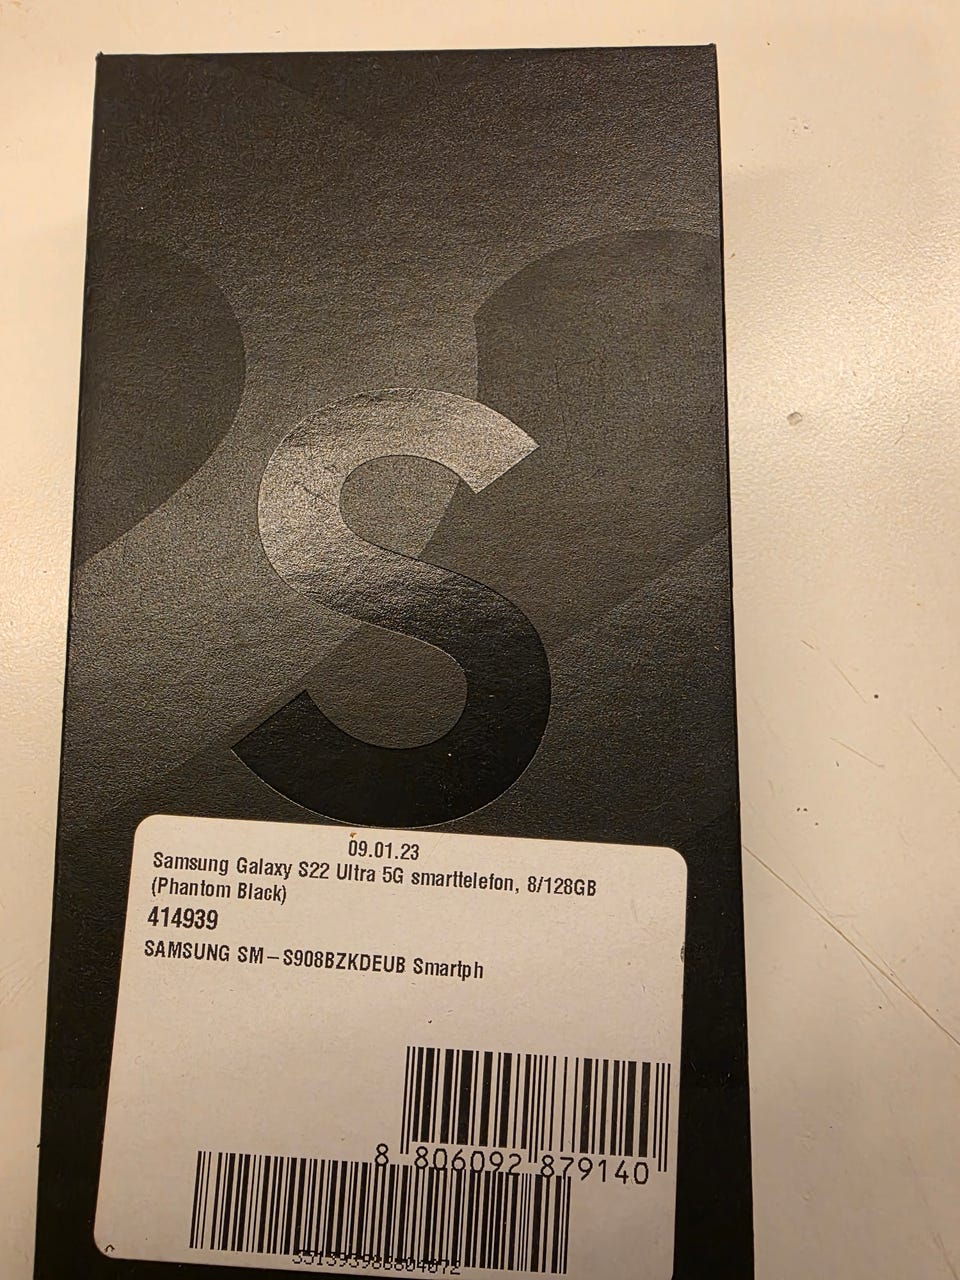 S
09.01.23
Samsung Galaxy S22 Ultra 5G smarttelefon, 8/128GB
(Phantom Black)
414939
SAMSUNG SM-S908BZKDEUB Smartph
8 806092 879140